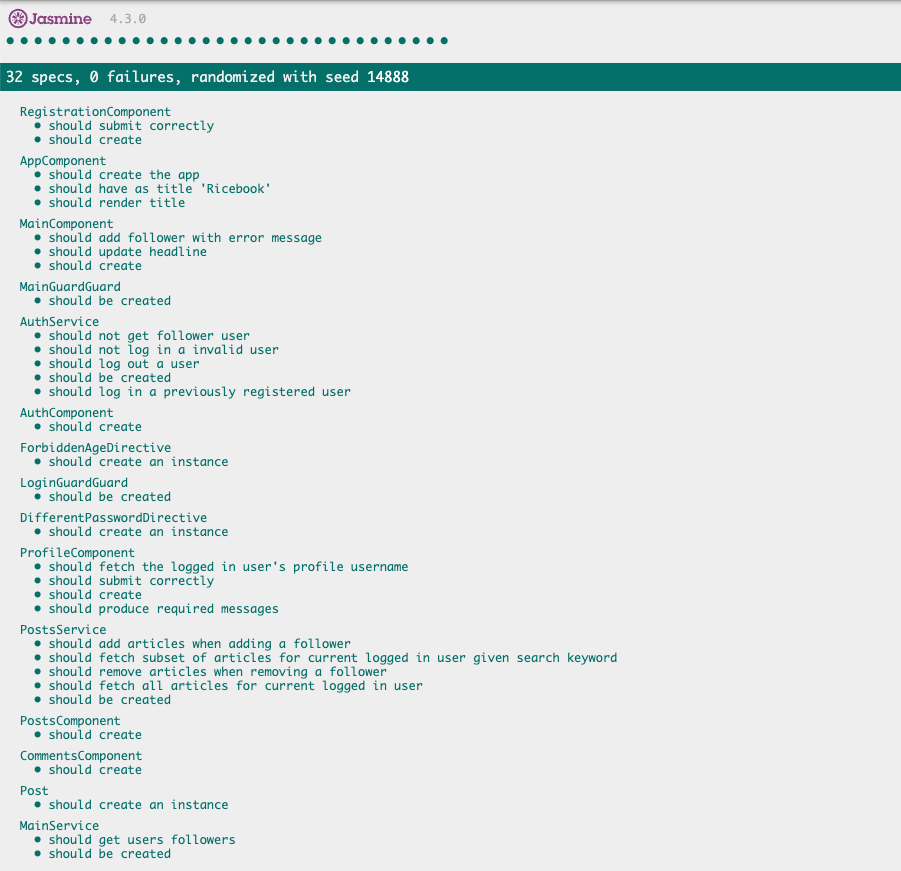 Jasmine 4.3.0
32 specs, 0 failures, randomized with seed 14888
RegistrationComponent
• should submit correctly
• should create
AppComponent
• should create the app
• should have as title 'Ricebook'
• should render title
MainComponent
• should add follower with error message
• should update headline
• should create
MainGuardGuard
• should be created
AuthService
• should not get follower user
• should not log in a invalid user
• should log out a user
• should be created
• should log in a previously registered user
AuthComponent
• should create
ForbiddenAgeDirective
• should create an instance
LoginGuardGuard
• should be created
DifferentPasswordDirective
• should create an instance
ProfileComponent
• should fetch the logged in user's profile username
• should submit correctly
• should create
• should produce required messages
PostsService
• should add articles when adding a follower
• should fetch subset of articles for current logged in user given search keyword
• should remove articles when removing a follower
• should fetch all articles for current logged in user
• should be created
PostsComponent
• should create
CommentsComponent
• should create
Post
• should create an instance
MainService
• should get users followers
• should be created